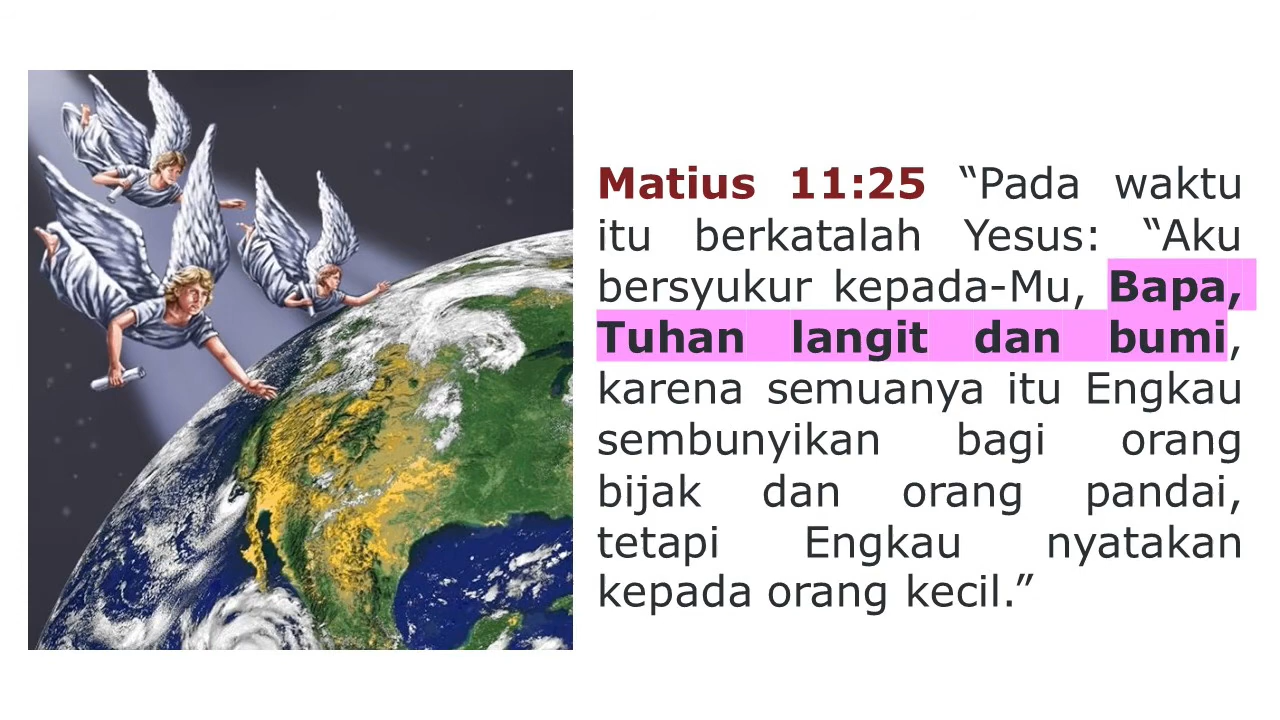 Matius 11:25 “Pada waktu
itu berkatalah Yesus: “Aku
bersyukur kepada-Mu, Bapa,
Tuhan langit dan bumi,
karena semuanya itu Engkau
sembunyikan bagi orang
bijak dan orang pandai,
tetapi Engkau nyatakan
kepada orang kecil.”